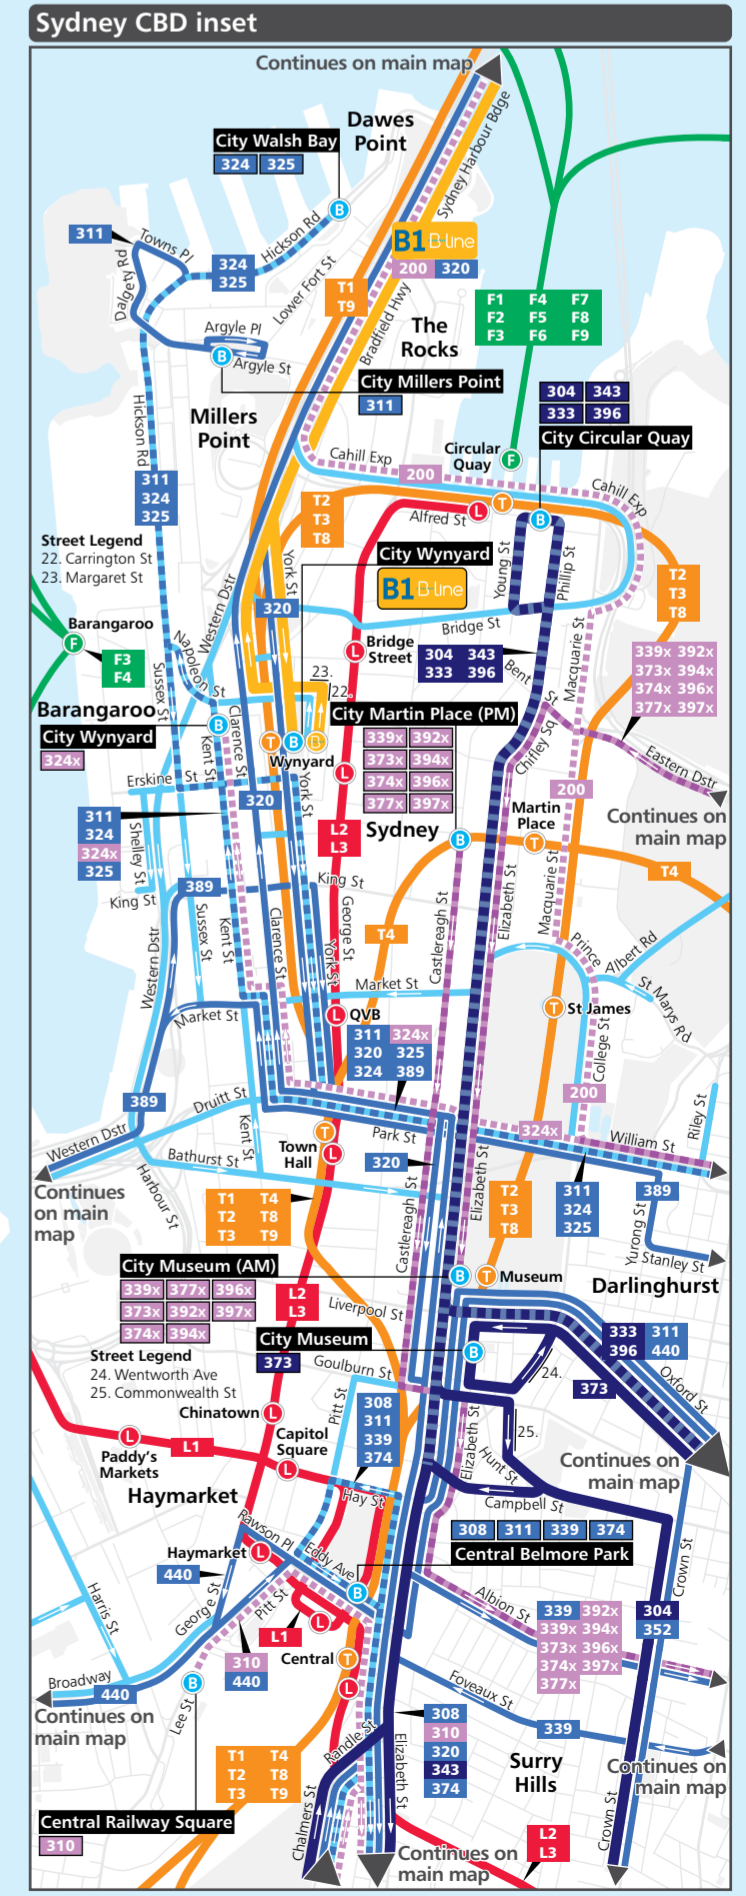 Sydney CBD inset
Continues on main map
Dawes
Point
City Walsh Bay
324 325
Sydney Harbour Bdge
311
Towns Pl
Hickson Rd
324
325
Dalgety Rd
Lower Fort St
B1 B-line
200 320
T1
T9
Bradfield Hwy
F1 F4 F7
F2 F5 F8
F3 F6 F9
Argyle Pl
Argyle St
The
Rocks
City Millers Point
311
304 343
333 396
City Circular Quay
Millers
Point
Hickson Rd
Cahill Exp
200
Circular
Quay
F
Cahill Exp
311
324
325
T2
T3
T8
Alfred St
L
T
B
Street Legend
22. Carrington St
23. Margaret St
City Wynyard
B1 B-line
Young St
Phillip St
York St
Western Dstr
320
T2
T3
T8
Barangaroo
F
F3
F4
Bridge St
L
Bridge
Street
304 343
333 396
Bent St
Macquarie St
339x 392x
373x 394x
374x 396x
377x 397x
Napoleon St
Sussex St
23.
22.
Barangaroo
City Wynyard
324x
B
Clarence St
Kent St
T B B
Wynyard
City Martin Place (PM)
339x 392x
373x 394x
374x 396x
377x 397x
Chifley Sq
Eastern Dstr
Continues on
main map
Erskine St
320
York St
L
200
Martin
Place
T
311
324
324x
325
Shelley St
L2
L3
Sydney
B
T4
King St
389
King St
Sussex St
Kent St
Clarence St
York St
George St
T4
Castlereagh St
Elizabeth St
Macquarie St
Prince
Albert Rd
St Marys Rd
Western Dstr
Market St
Market St
L
QVB
T
St James
College St
311 324x
320 325
324 389
389
Druitt St
Kent St
200
Riley St
Park St
324x
William St
Western Dstr
Bathurst St
Harbour St
T
Town
Hall
L
320
Continues
on main
map
Castlereagh St
Elizabeth St
T1 T4
T2 T8
T3 T9
T2
T3
T8
311
324
325
389
Yurong St
Stanley St
City Museum (AM)
339x 377x 396x
373x 392x 397x
374x 394x
B T Museum
Darlinghurst
L2
L3
Liverpool St
City Museum
373
B
333 311
396 440
Street Legend
24. Wentworth Ave
25. Commonwealth St
Goulburn St
24.
373
Oxford St
Pitt St
308
311
339
374
Chinatown
L
Elizabeth St
25.
Hunt St
L
L1
Paddy's
Markets
Capitol
Square
L
Continues on
main map
Haymarket
Hay St
Campbell St
Rawson Pl
308 311 339 374
Central Belmore Park
Haymarket
L
Eddy Ave
440
B
Crown St
Harris St
George St
Pitt St
L
L1
Albion St
339 392x
339x 394x
373x 396x
374x 397x
377x
304
352
310
440
Central
T
L
Broadway
440
B
Continues on
main map
Lee St
Foveaux St
339
308
310
320
343
374
Randle St
Elizabeth St
Surry
Hills
Continues on
main map
T1 T4
T2 T8
T3 T9
Chalmers St
Crown St
Central Railway Square
310
L2
L3
Continues on
main map